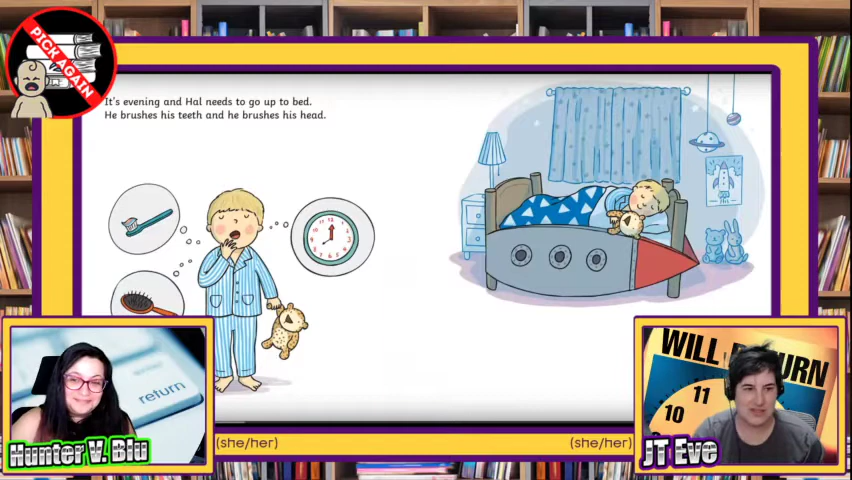 PICK AGAIN
It's evening and Hal needs to go up to bed.
He brushes his teeth and he brushes his head.
return
Hunter V. Blu
(she/her)
WILL RETURN
11
10
JT Eve
(she/her)